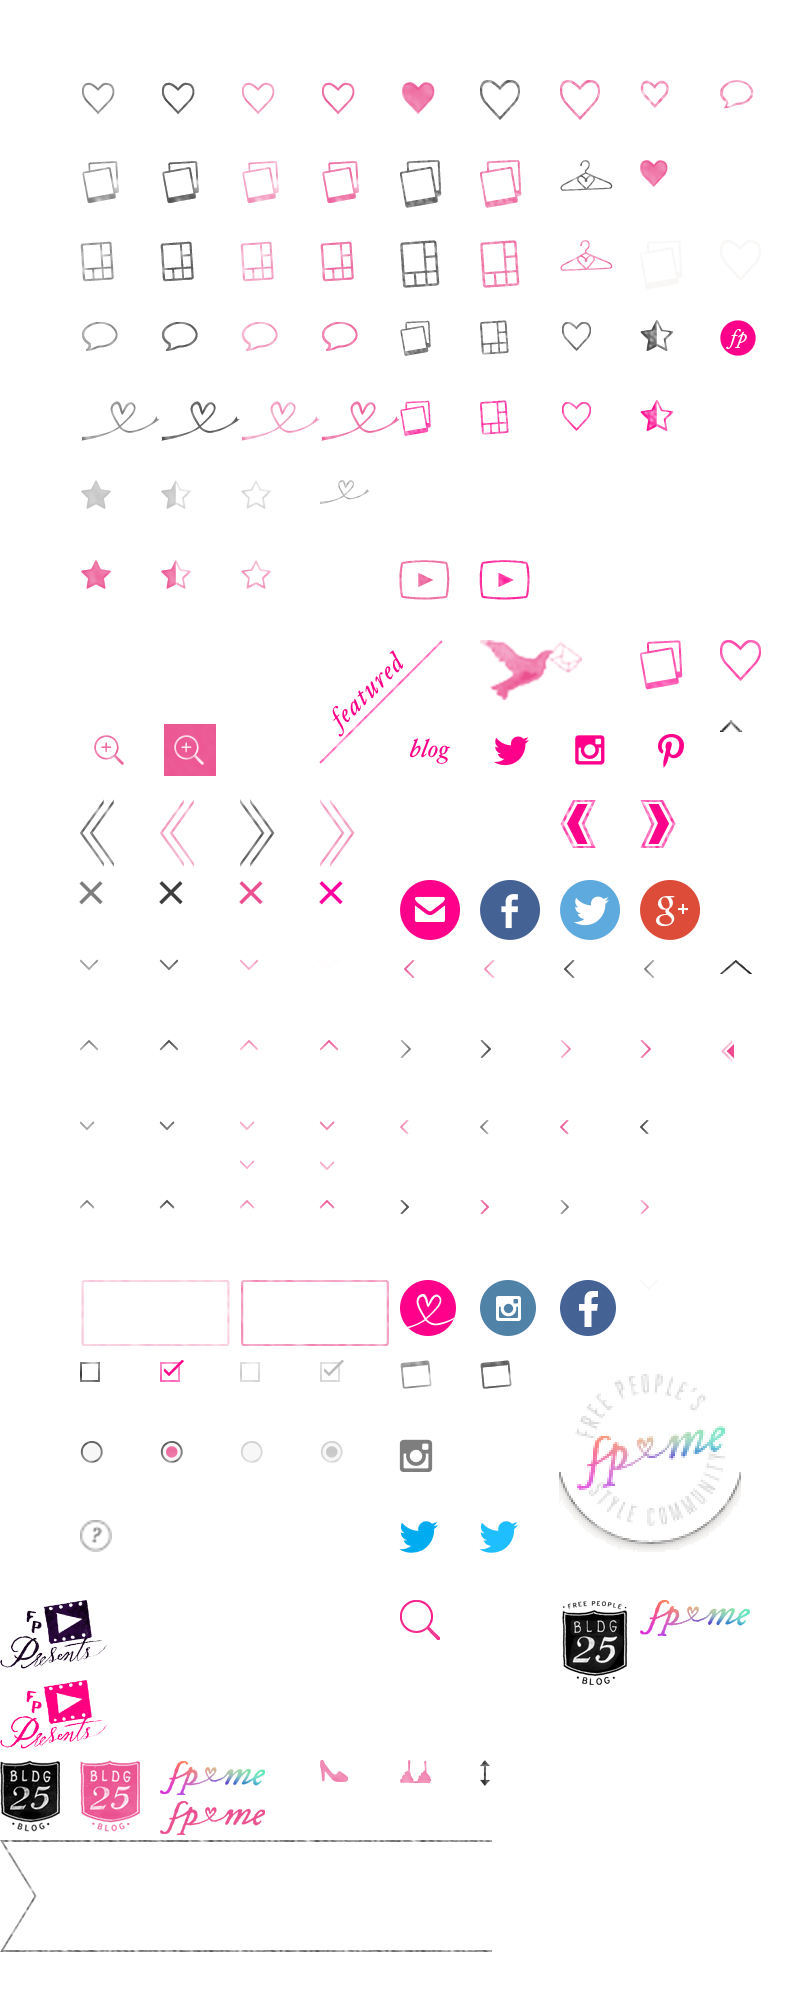 fp
featured
blog
g+
FREE PEOPLE'S
fp me
STYLE COMMUNITY
?
FP
Presents
FREE PEOPLE
BLDG
25
BLOG
fp me
FP
Presents
BLDG
25
BLOG
BLDG
25
BLOG
fp me
fp me